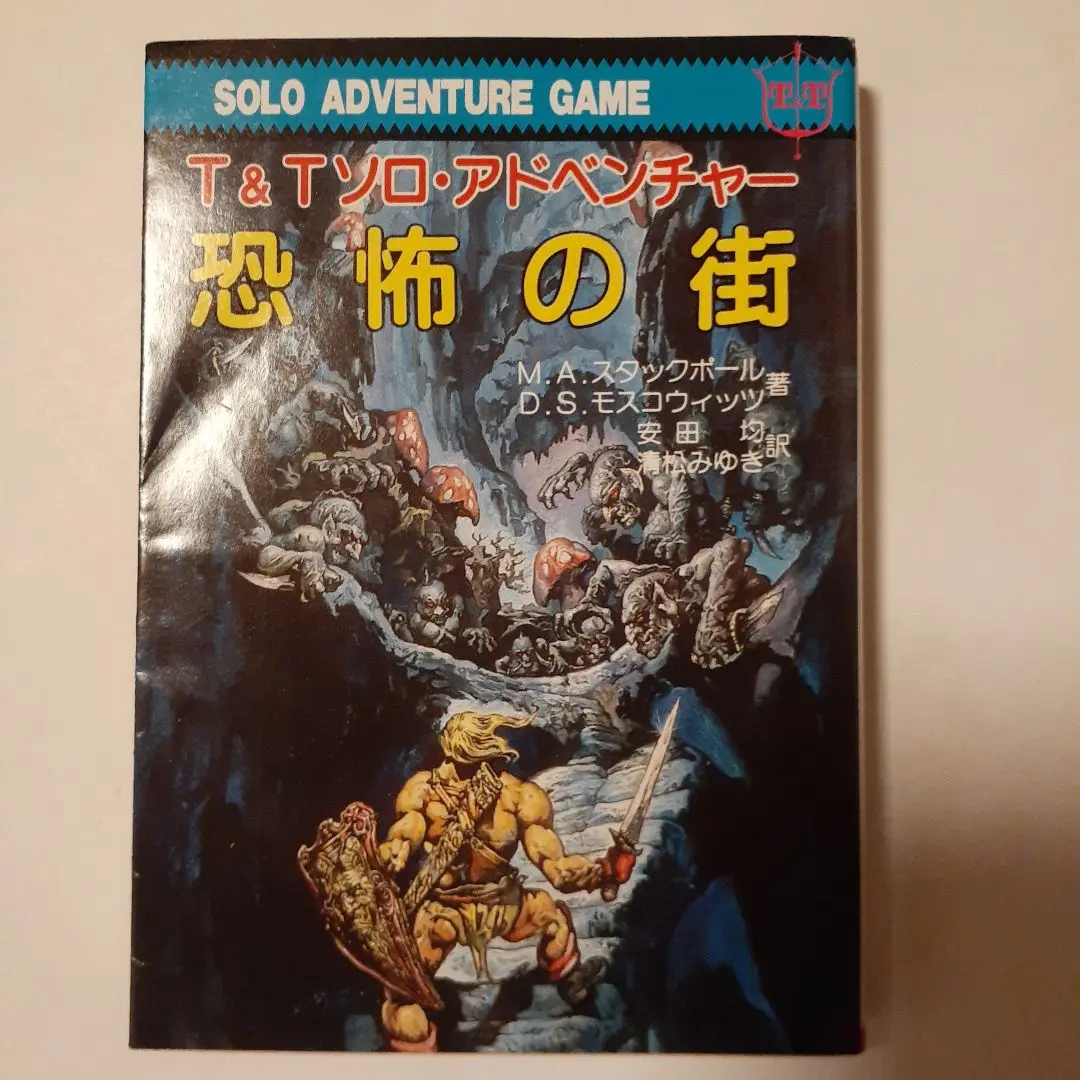 SOLO ADVENTURE GAME
T&T
T&Tソロ・アドベンチャー
恐怖の街
M.A.スタックポール
D.S.モスコウィッツ
著
安田 均
清松みゆき
訳